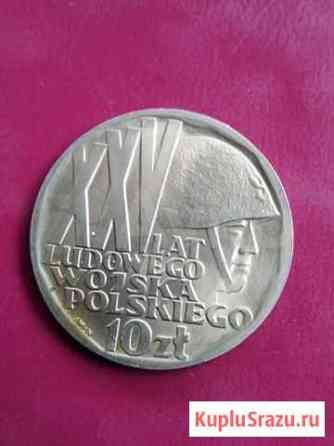 XXV
LAT
LUDOWEGO
WOJSKA
POLSKIEGO
10 zł
KupluSrazu.ru